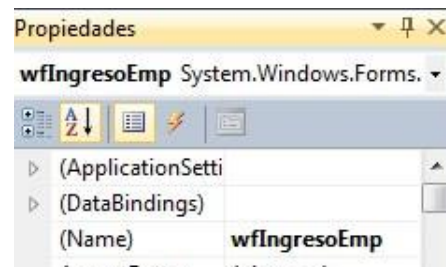 Propiedades
wfIngresoEmp System.Windows.Forms.
(ApplicationSetti
(DataBindings)
(Name) wfIngresoEmp